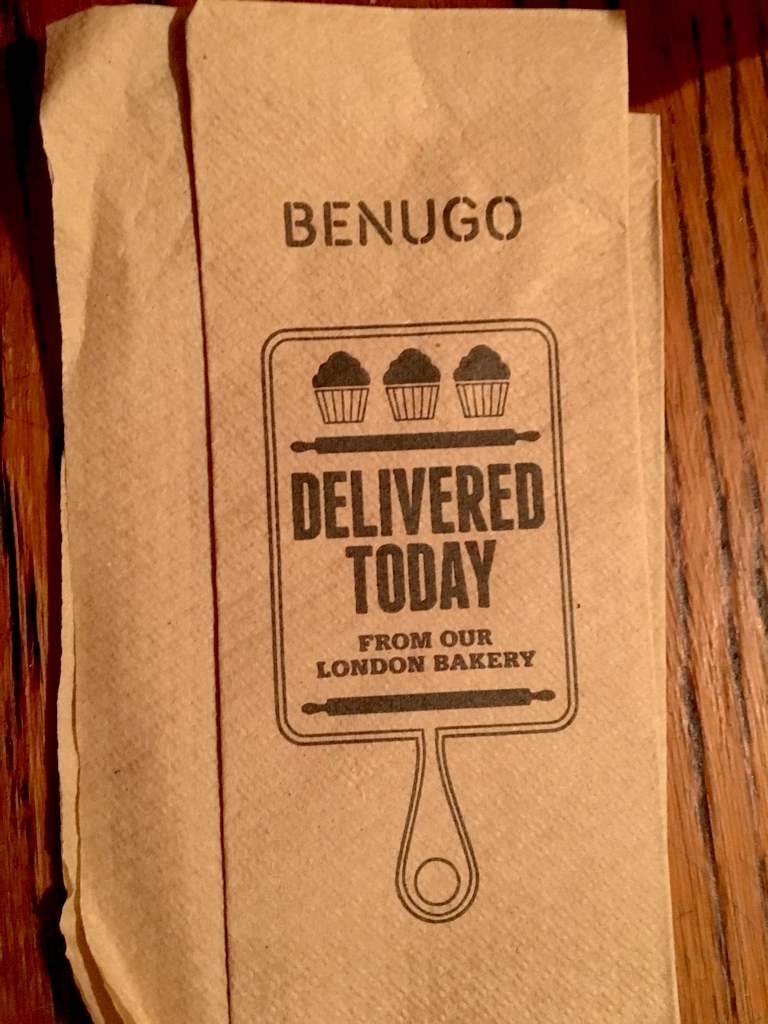 BENUGO
DELIVERED
TODAY
FROM OUR
LONDON BAKERY